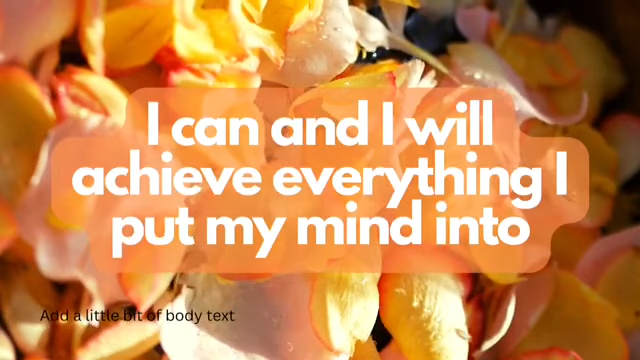 I can and I will
achieve everything I
put my mind into
Add a little bit of body text